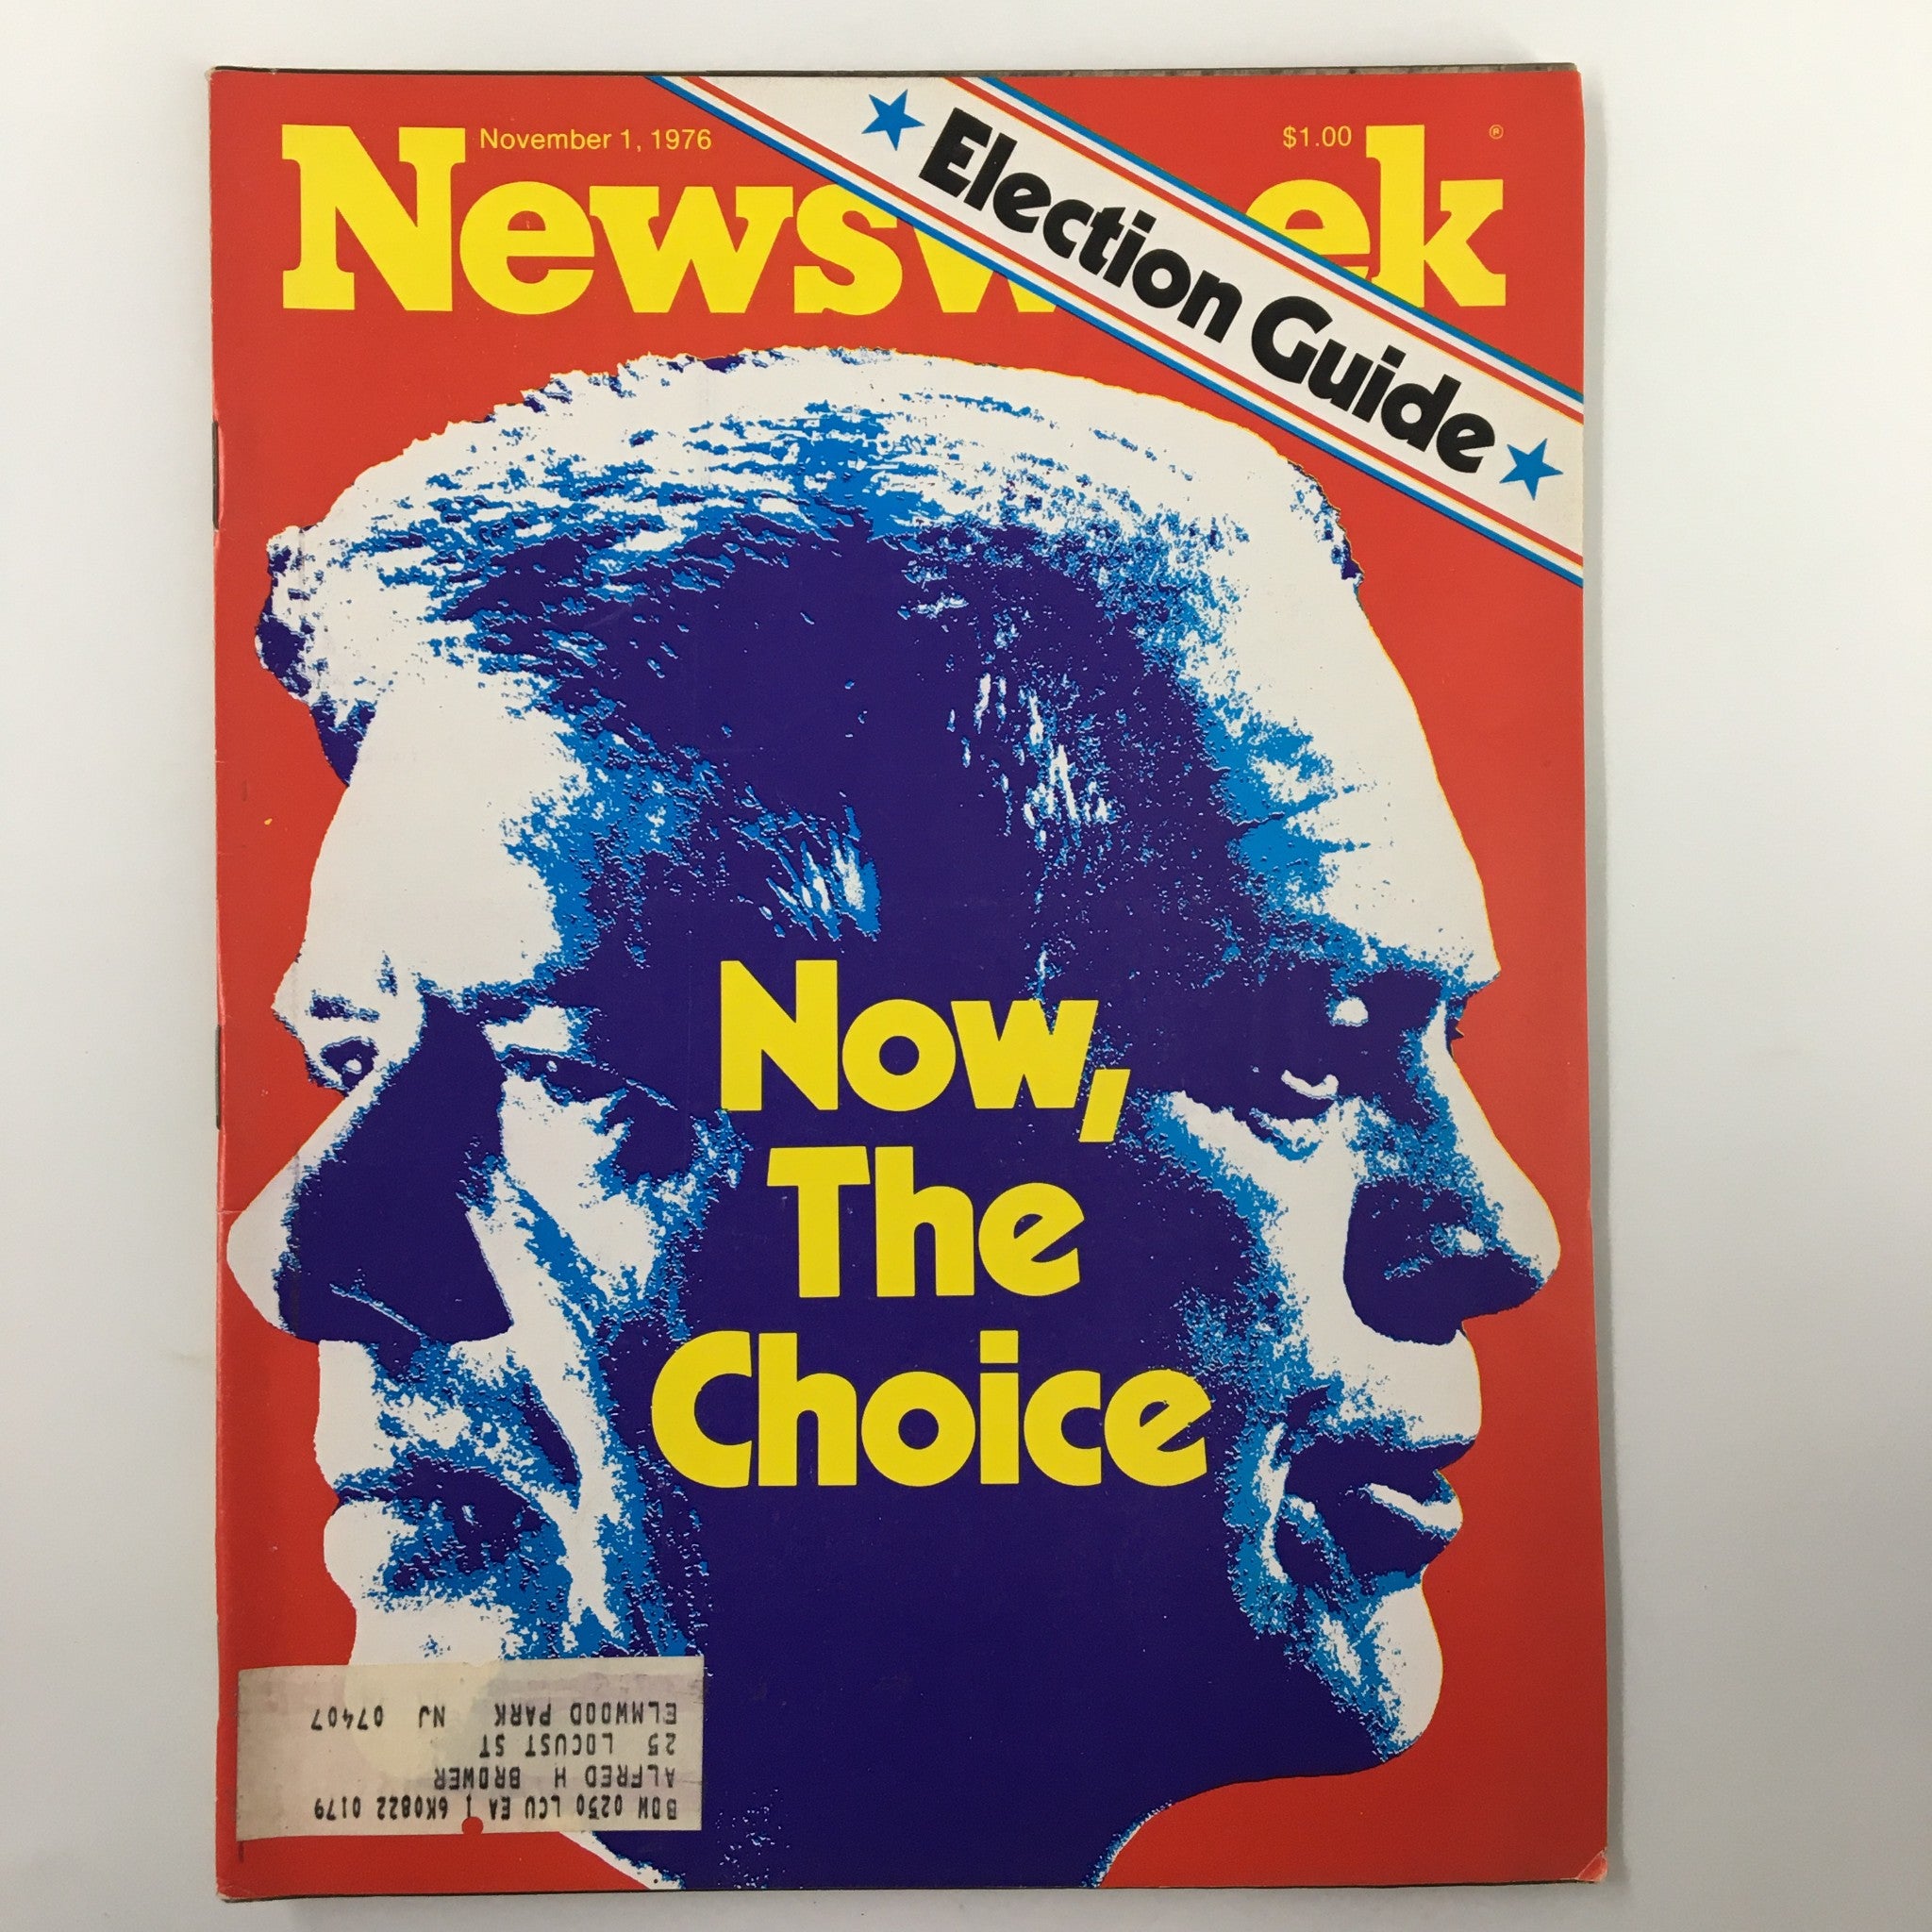 November 1, 1976
$1.00
Newsweek ®
Election Guide
Now,
The
Choice
BOW 0250 LCU EA 1 6K0822 0179
ALFRED H BROWER
25 LOCUST ST
ELMWOOD PARK NJ 07407